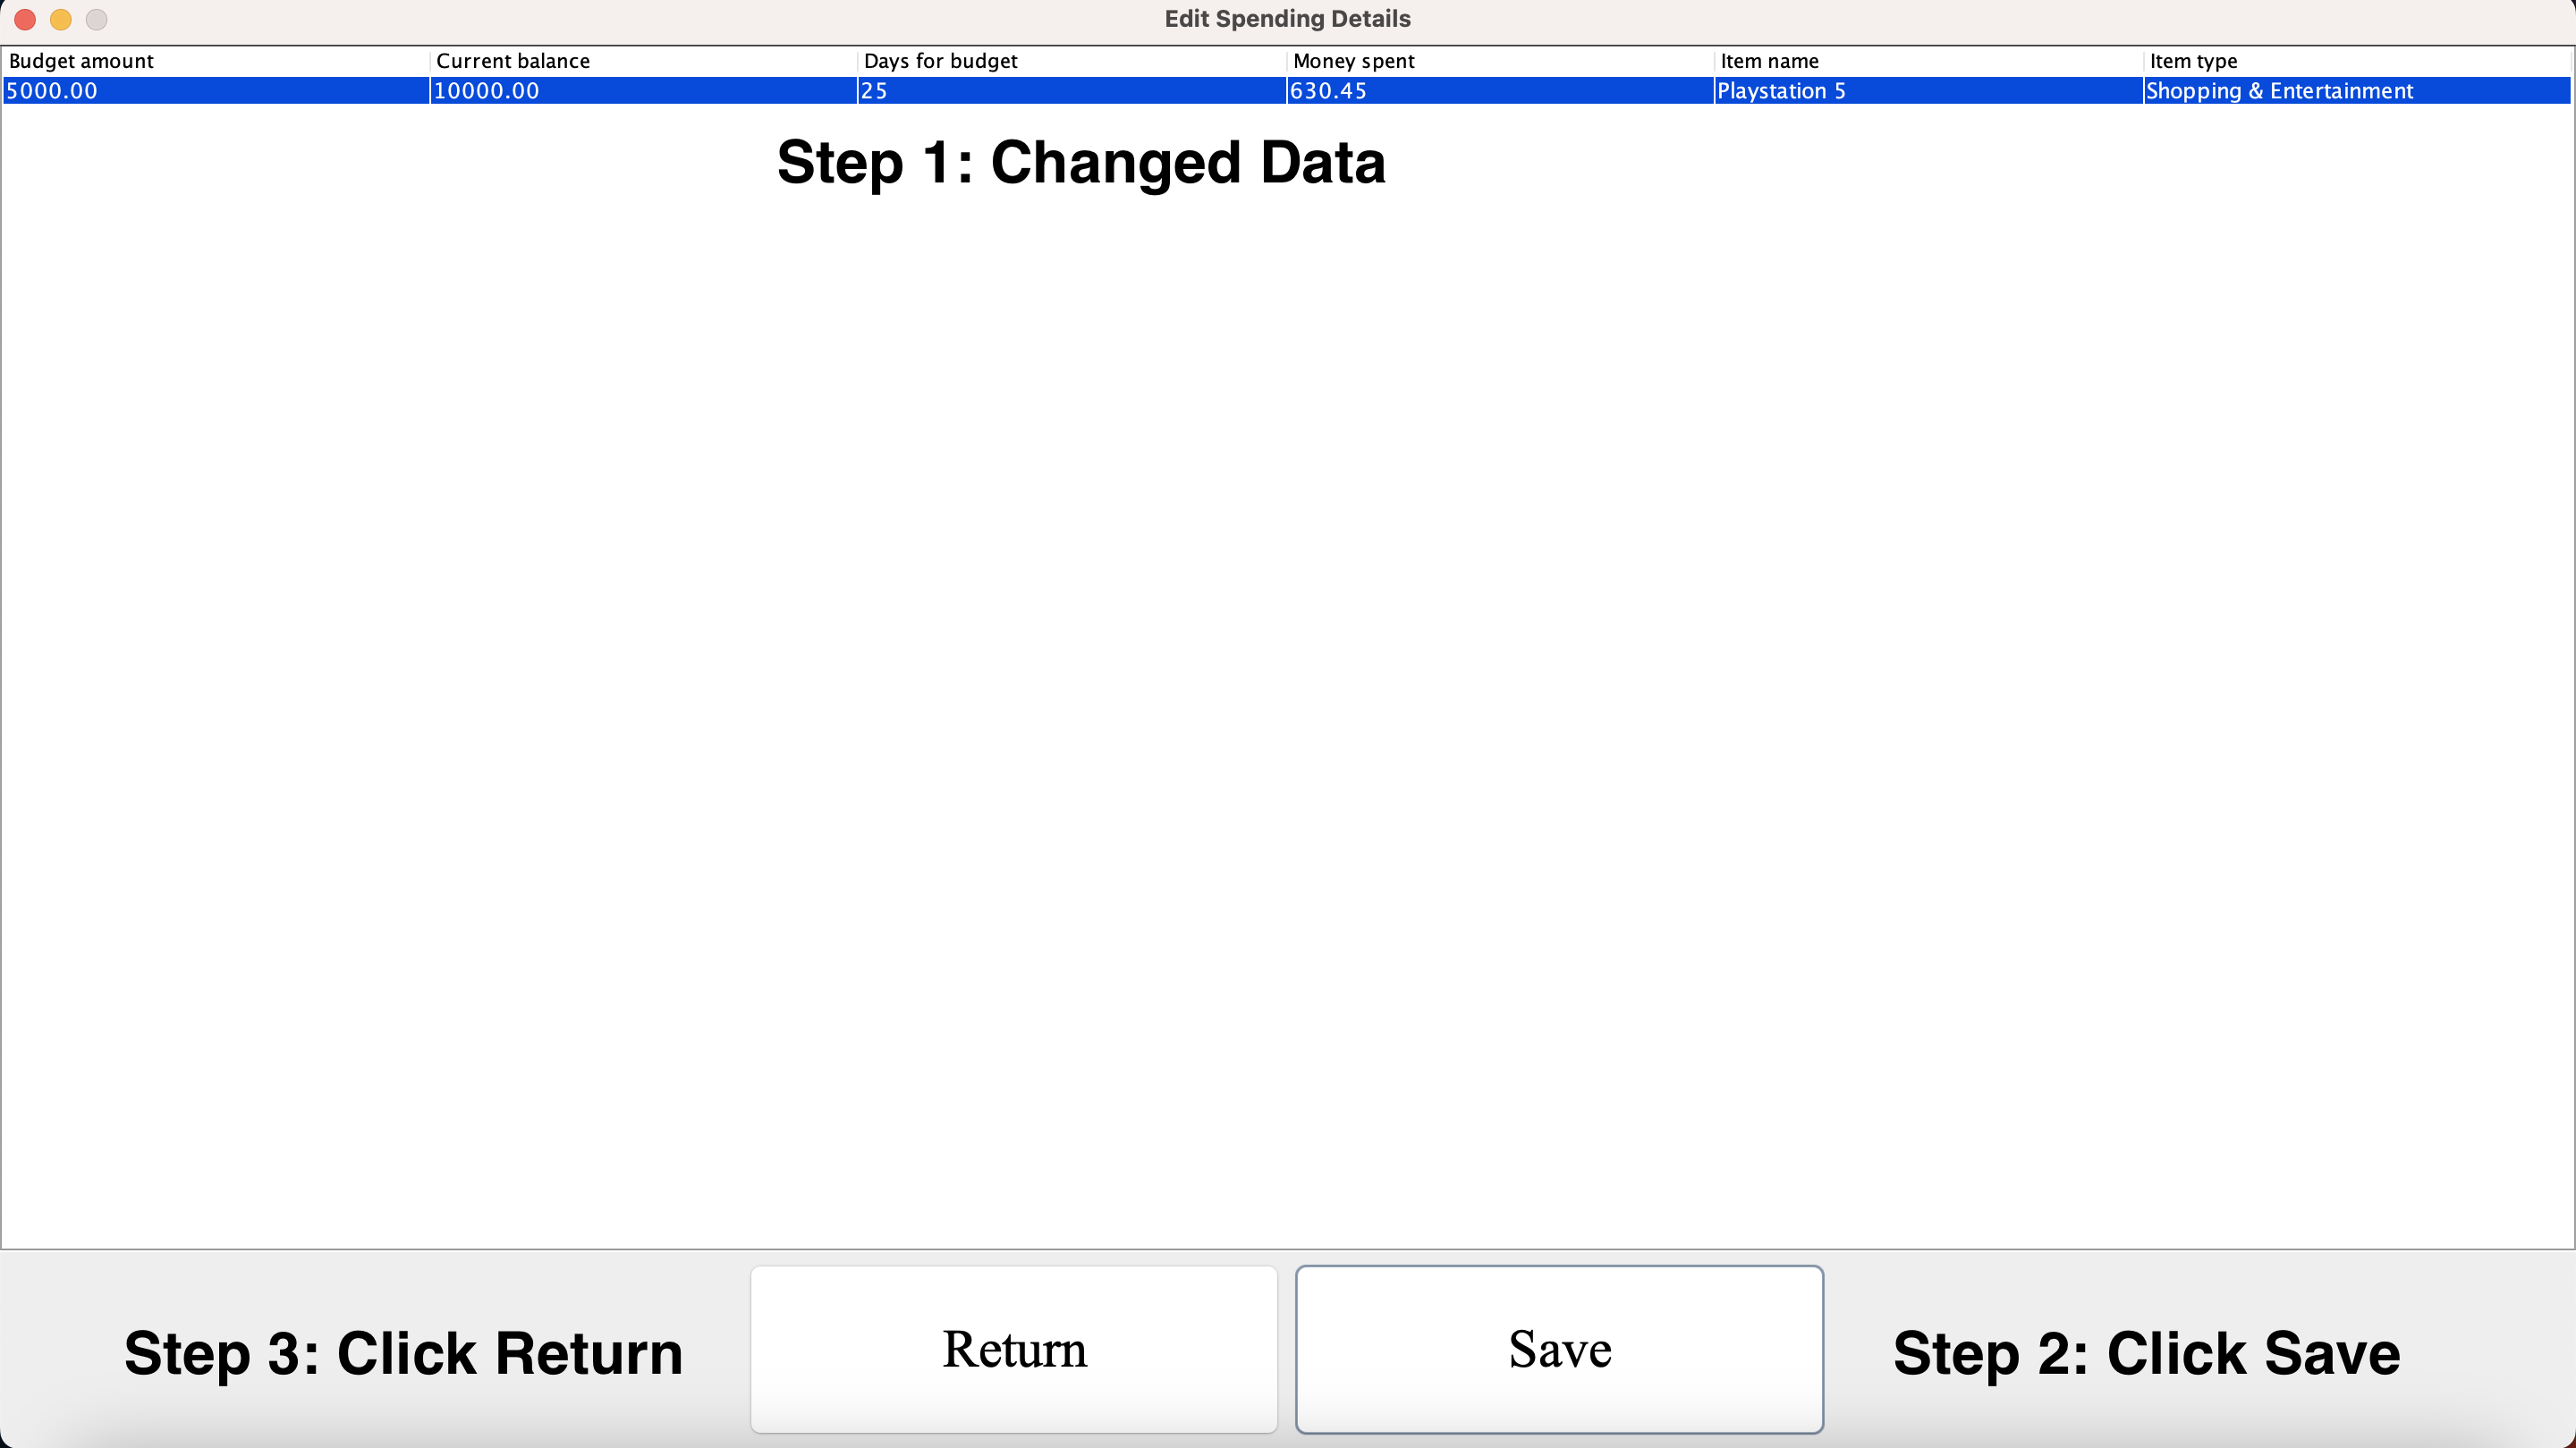 Edit Spending Details
Budget amount Current balance Days for budget Money spent Item name Item type
5000.00 10000.00 25 630.45 Playstation 5 Shopping & Entertainment
Step 1: Changed Data
Step 3: Click Return Return Save Step 2: Click Save